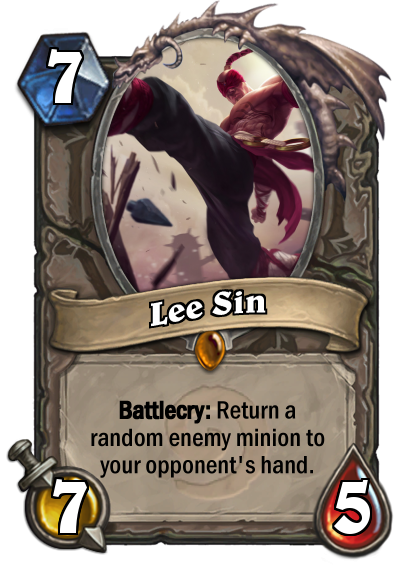 7
Lee Sin
Battlecry: Return a
random enemy minion to
your opponent's hand.
7
5